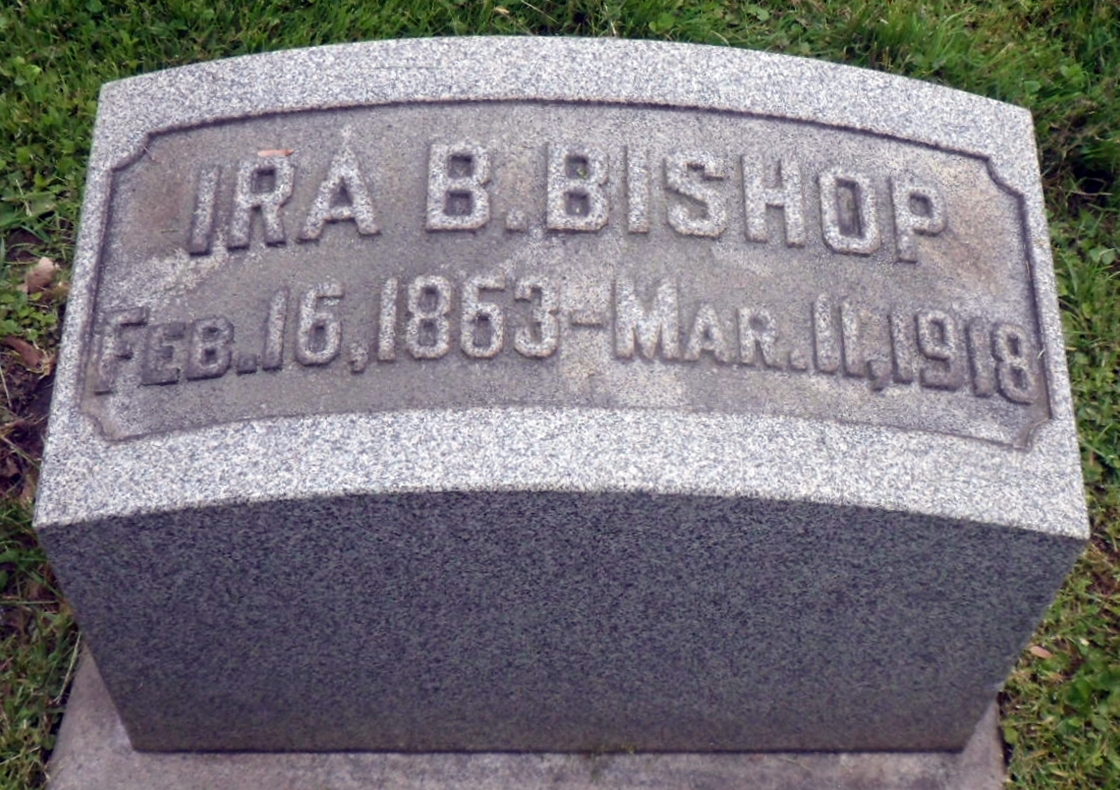 IRA B. BISHOP
FEB. 16, 1863 - MAR. 11, 1918